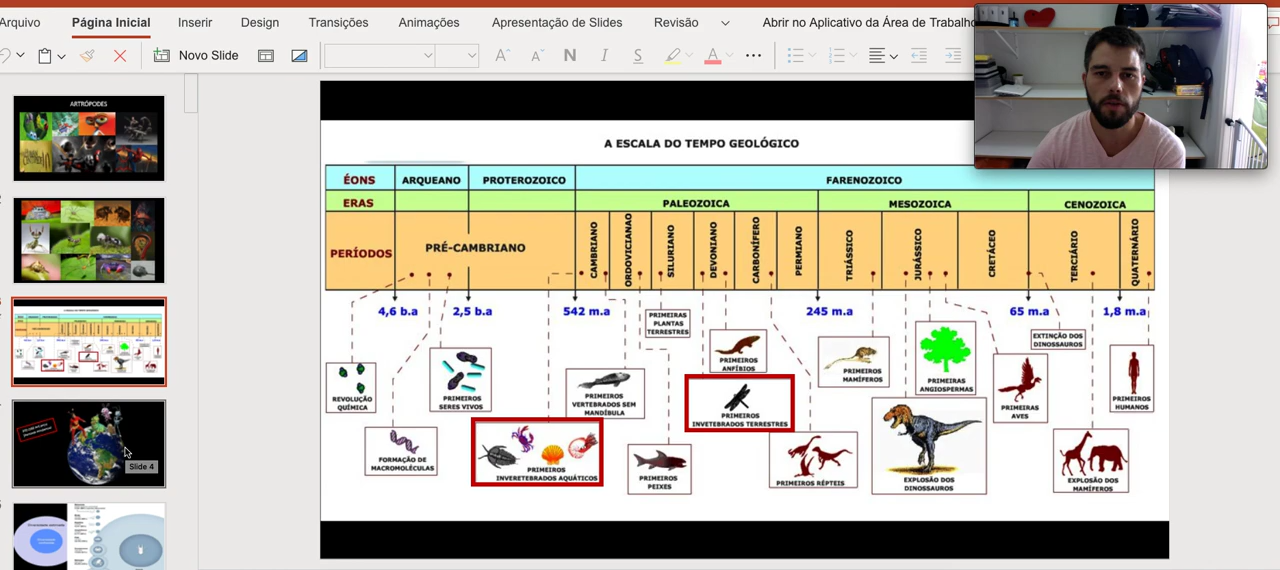 Arquivo Página Inicial Inserir Design Transições Animações Apresentação de Slides Revisão Abrir no Aplicativo da Área de Trabalho
Novo Slide
N I S A
ARTRÓPODES
Slide 4
A ESCALA DO TEMPO GEOLÓGICO
ÉONS ARQUEANO PROTEROZOICO FARENOZOICO
ERAS PALEOZOICA MESOZOICA CENOZOICA
PERÍODOS PRÉ-CAMBRIANO CAMBRIANO ORDOVICIANAO SILURIANO DEVONIANO CARBONÍFERO PERMIANO TRIÁSSICO JURÁSSICO CRETÁCEO TERCIÁRIO QUATERNÁRIO
4,6 b.a 2,5 b.a 542 m.a 245 m.a 65 m.a 1,8 m.a
PRIMEIRAS
PLANTAS
TERRESTRES
EXTINÇÃO DOS
DINOSSAUROS
PRIMEIROS
ANFÍBIOS
PRIMEIROS
MAMÍFEROS
PRIMEIRAS
ANGIOSPERMAS
REVOLUÇÃO
QUÍMICA
PRIMEIROS
SERES VIVOS
PRIMEIROS
VERTEBRADOS SEM
MANDÍBULA
PRIMEIROS
INVETEBRADOS TERRESTRES
PRIMEIRAS
AVES
PRIMEIROS
HUMANOS
FORMAÇÃO DE
MACROMOLÉCULAS
PRIMEIROS
INVERETEBRADOS AQUÁTICOS
PRIMEIROS
PEIXES
PRIMEIROS RÉPTEIS
EXPLOSÃO DOS
DINOSSAUROS
EXPLOSÃO DOS
MAMÍFEROS